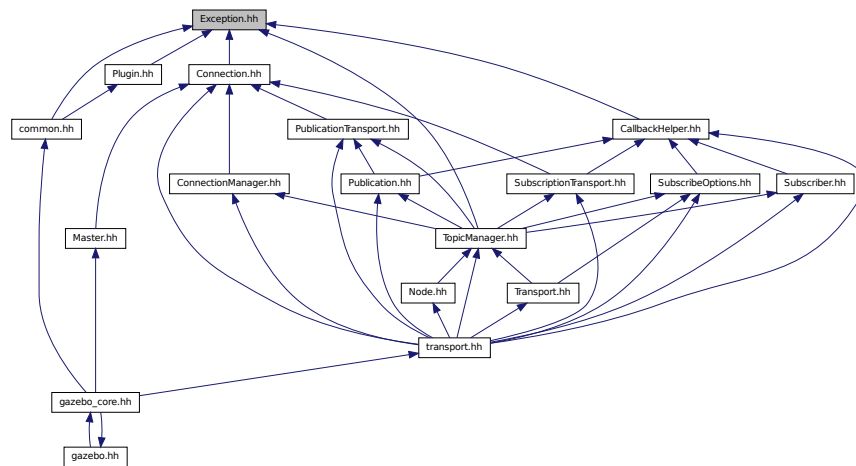 Exception.hh
Plugin.hh
Connection.hh
common.hh
PublicationTransport.hh
CallbackHelper.hh
ConnectionManager.hh
Publication.hh
SubscriptionTransport.hh
SubscribeOptions.hh
Subscriber.hh
Master.hh
TopicManager.hh
Node.hh
Transport.hh
transport.hh
gazebo_core.hh
gazebo.hh